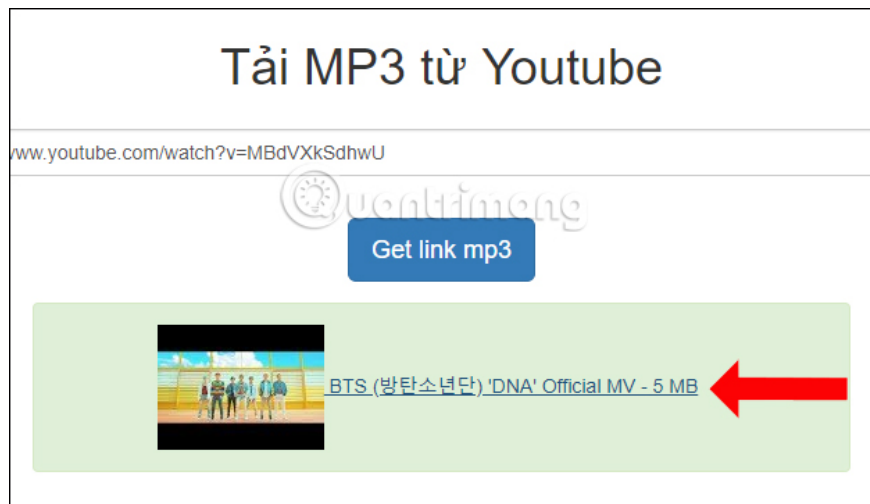 Tải MP3 từ Youtube
www.youtube.com/watch?v=MBdVXkSdhwU
Quantrimang
Get link mp3
BTS (방탄소년단) 'DNA' Official MV - 5 MB